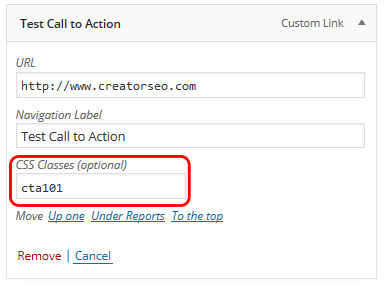 Test Call to Action Custom Link
URL
http://www.creatorseo.com
Navigation Label
Test Call to Action
CSS Classes (optional)
cta101
Move Up one Under Reports To the top
Remove | Cancel